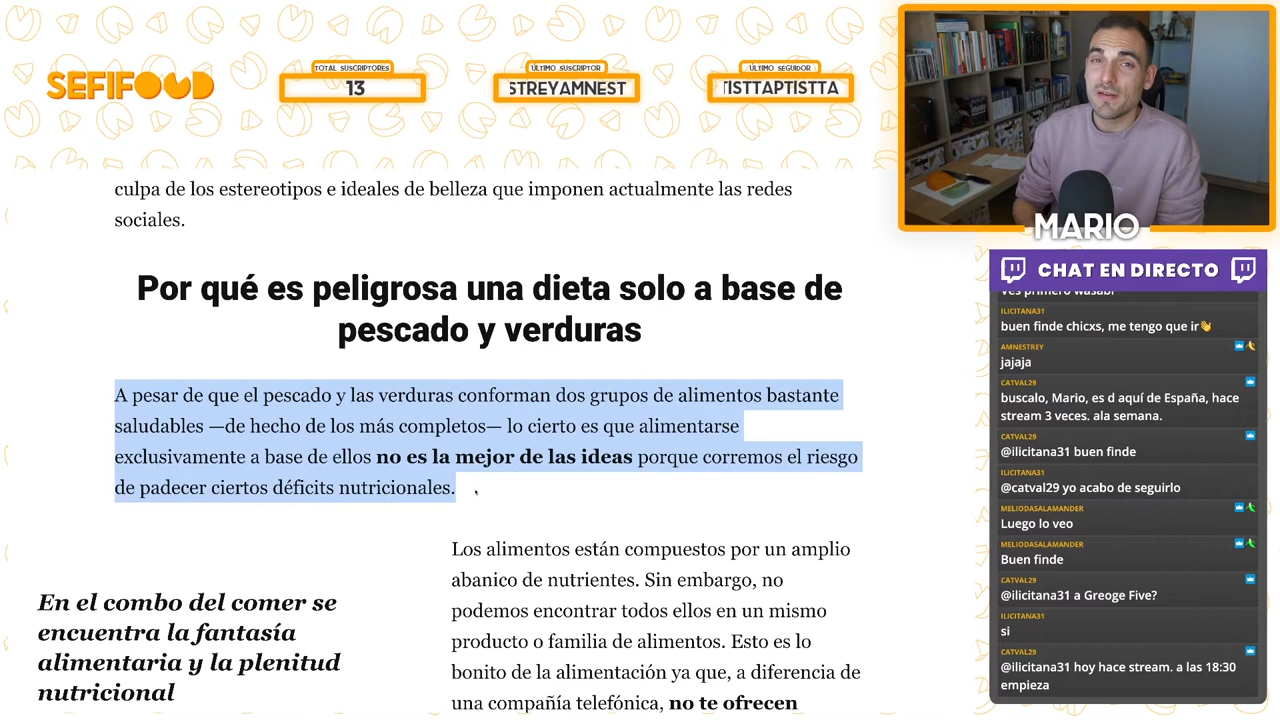 SEFIFOOD
TOTAL SUSCRIPTORES
13
ÚLTIMO SUSCRIPTOR
STREYAMNEST
ÚLTIMO SEGUIDOR
ISTTAPTISTTA
MARIO
culpa de los estereotipos e ideales de belleza que imponen actualmente las redes
sociales.
Por qué es peligrosa una dieta solo a base de
pescado y verduras
A pesar de que el pescado y las verduras conforman dos grupos de alimentos bastante
saludables —de hecho de los más completos— lo cierto es que alimentarse
exclusivamente a base de ellos no es la mejor de las ideas porque corremos el riesgo
de padecer ciertos déficits nutricionales.
En el combo del comer se
encuentra la fantasía
alimentaria y la plenitud
nutricional
Los alimentos están compuestos por un amplio
abanico de nutrientes. Sin embargo, no
podemos encontrar todos ellos en un mismo
producto o familia de alimentos. Esto es lo
bonito de la alimentación ya que, a diferencia de
una compañía telefónica, no te ofrecen
CHAT EN DIRECTO
Ves primero wasabi
ILICITANA31
buen finde chicxs, me tengo que ir👋
AMNESTREY
jajaja
CATVAL29
buscalo, Mario, es d aquí de España, hace
stream 3 veces. ala semana.
CATVAL29
@ilicitana31 buen finde
ILICITANA31
@catval29 yo acabo de seguirlo
MELIODASALAMANDER
Luego lo veo
MELIODASALAMANDER
Buen finde
CATVAL29
@ilicitana31 a Greoge Five?
ILICITANA31
si
CATVAL29
@ilicitana31 hoy hace stream. a las 18:30
empieza